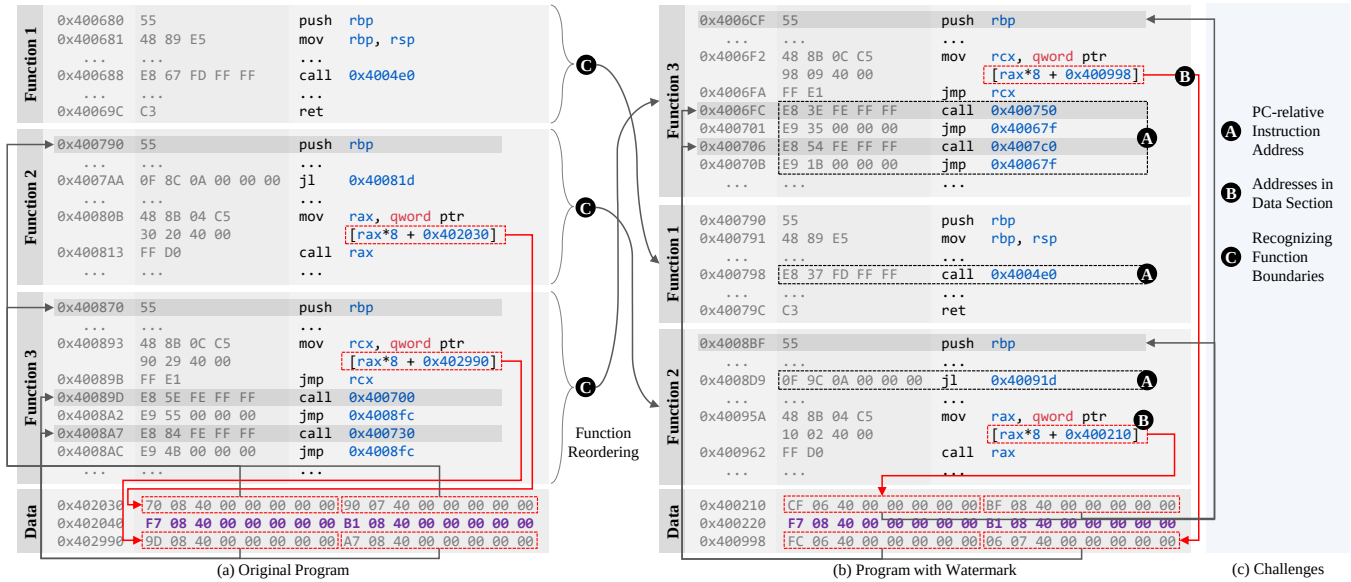 Function 1
0x400680 55 push rbp
0x400681 48 89 E5 mov rbp, rsp
... ... ...
0x400688 E8 67 FD FF FF call 0x4004e0
... ... ...
0x40069C C3 ret
Function 2
0x400790 55 push rbp
... ... ...
0x4007AA 0F 8C 0A 00 00 00 jl 0x40081d
... ... ...
0x40080B 48 8B 04 C5 mov rax, qword ptr
30 20 40 00 [rax*8 + 0x402030]
0x400813 FF D0 call rax
... ... ...
Function 3
0x400870 55 push rbp
... ... ...
0x400893 48 8B 0C C5 mov rcx, qword ptr
90 29 40 00 [rax*8 + 0x402990]
0x40089B FF E1 jmp rcx
0x40089D E8 5E FE FF FF call 0x400700
0x4008A2 E9 55 00 00 00 jmp 0x4008fc
0x4008A7 E8 84 FE FF FF call 0x400730
0x4008AC E9 4B 00 00 00 jmp 0x4008fc
... ... ...
Data
0x402030 70 08 40 00 00 00 00 00 90 07 40 00 00 00 00 00
0x402040 F7 08 40 00 00 00 00 00 B1 08 40 00 00 00 00 00
0x402990 9D 08 40 00 00 00 00 00 A7 08 40 00 00 00 00 00
(a) Original Program
C
C
C
Function
Reordering
Function 3
0x4006CF 55 push rbp
... ... ...
0x4006F2 48 8B 0C C5 mov rcx, qword ptr
98 09 40 00 [rax*8 + 0x400998] B
0x4006FA FF E1 jmp rcx
0x4006FC E8 3E FE FF FF call 0x400750
0x400701 E9 35 00 00 00 jmp 0x40067f A
0x400706 E8 54 FE FF FF call 0x4007c0
0x40070B E9 1B 00 00 00 jmp 0x40067f
... ... ...
Function 1
0x400790 55 push rbp
0x400791 48 89 E5 mov rbp, rsp
... ... ...
0x400798 E8 37 FD FF FF call 0x4004e0 A
... ... ...
0x40079C C3 ret
Function 2
0x4008BF 55 push rbp
... ... ...
0x4008D9 0F 9C 0A 00 00 00 jl 0x40091d A
... ... ...
0x40095A 48 8B 04 C5 mov rax, qword ptr B
10 02 40 00 [rax*8 + 0x400210]
0x400962 FF D0 call rax
... ... ...
Data
0x400210 CF 06 40 00 00 00 00 00 BF 08 40 00 00 00 00 00
0x400220 F7 08 40 00 00 00 00 00 B1 08 40 00 00 00 00 00
0x400998 FC 06 40 00 00 00 00 00 06 07 40 00 00 00 00 00
(b) Program with Watermark
A PC-relative
Instruction
Address
B Addresses in
Data Section
C Recognizing
Function
Boundaries
(c) Challenges